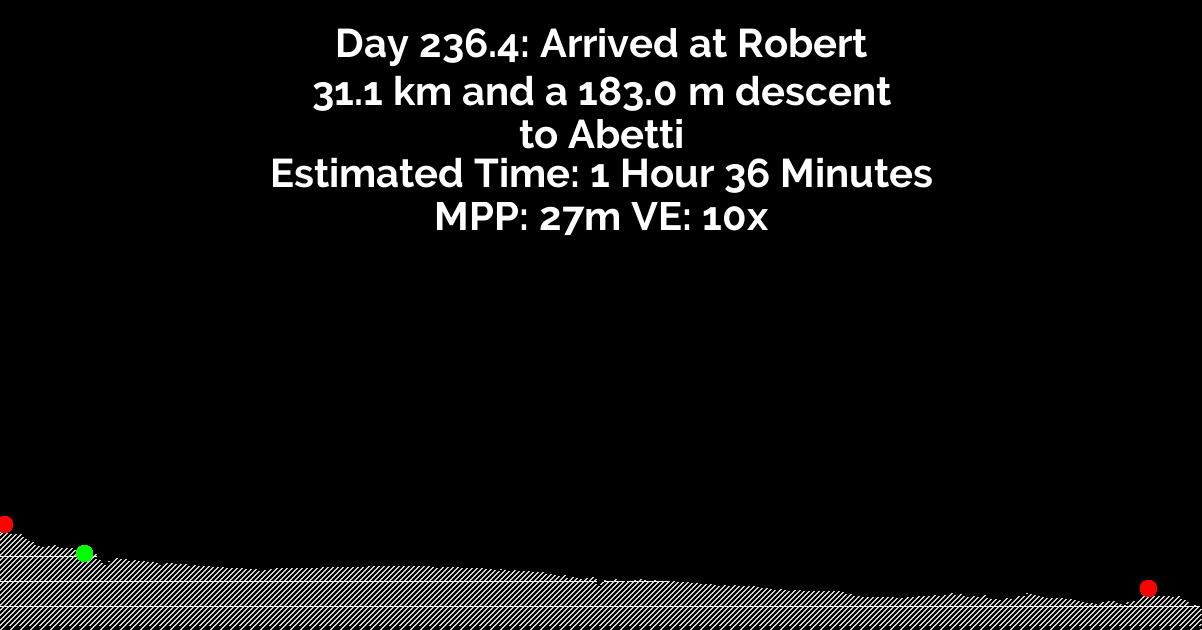 Day 236.4: Arrived at Robert
31.1 km and a 183.0 m descent
to Abetti
Estimated Time: 1 Hour 36 Minutes
MPP: 27m VE: 10x